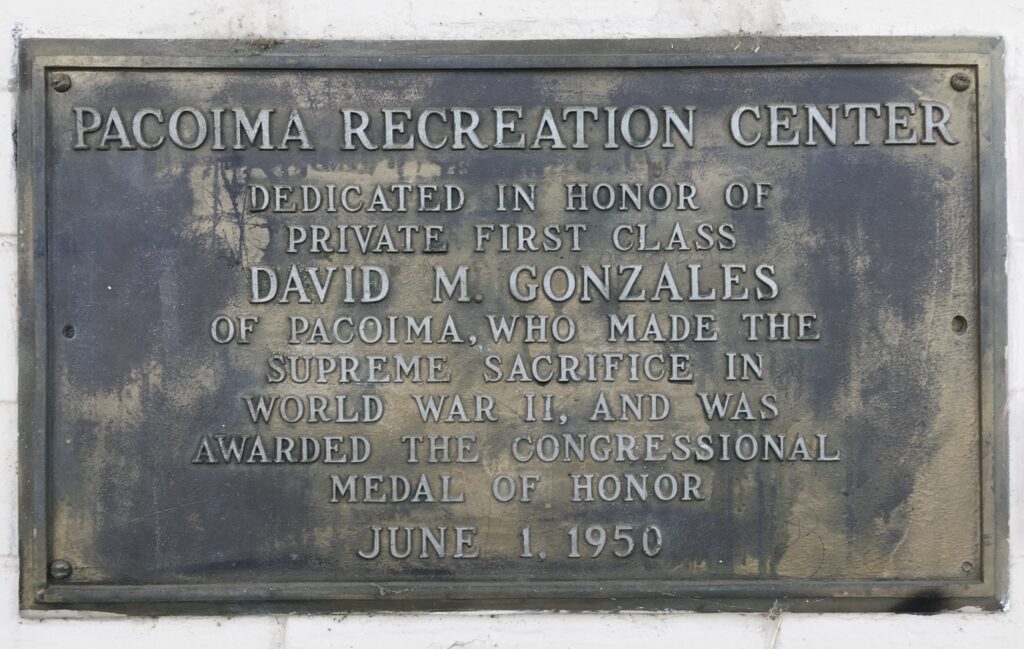 PACOIMA RECREATION CENTER
DEDICATED IN HONOR OF
PRIVATE FIRST CLASS
DAVID M. GONZALES
OF PACOIMA, WHO MADE THE
SUPREME SACRIFICE IN
WORLD WAR II, AND WAS
AWARDED THE CONGRESSIONAL
MEDAL OF HONOR
JUNE 1, 1950